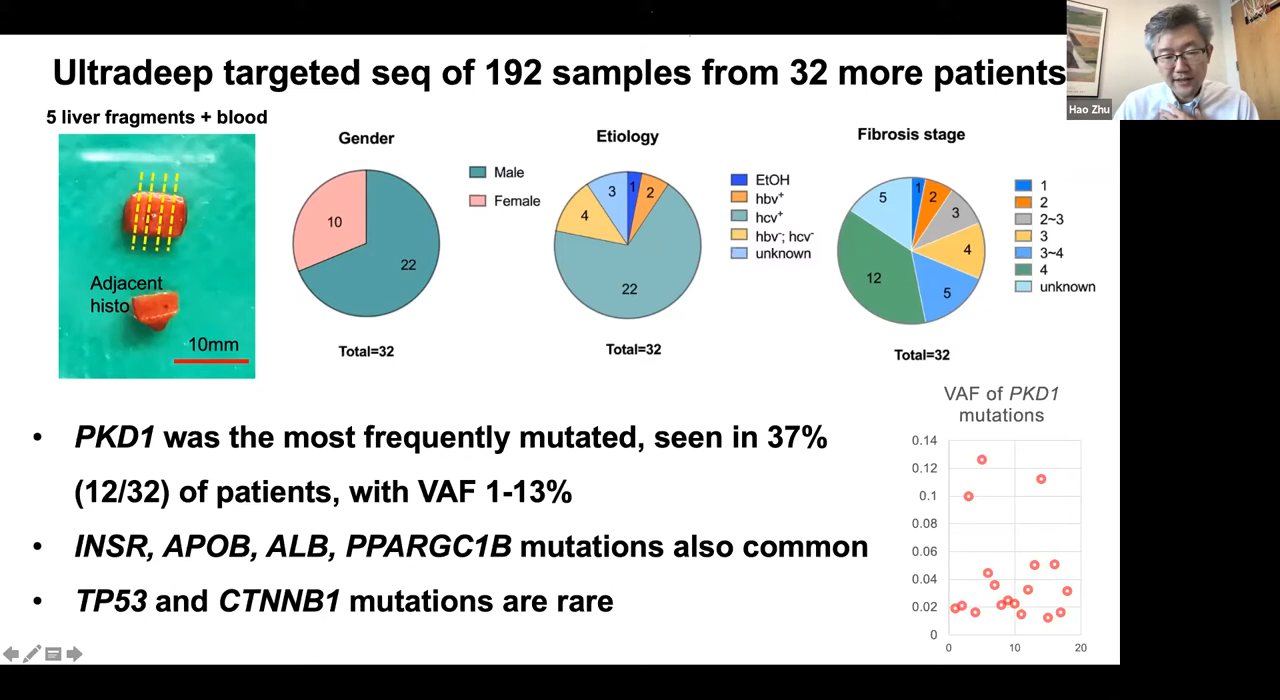 Ultradeep targeted seq of 192 samples from 32 more patients
Hao Zhu
5 liver fragments + blood
Adjacent
histo
10mm
Gender
10
22
Male
Female
Total=32
Etiology
3
1
2
4
22
EtOH
hbv⁺
hcv⁺
hbv⁻; hcv⁻
unknown
Total=32
Fibrosis stage
5
1
2
3
4
12
5
1
2
2~3
3
3~4
4
unknown
Total=32
• PKD1 was the most frequently mutated, seen in 37%
(12/32) of patients, with VAF 1-13%
• INSR, APOB, ALB, PPARGC1B mutations also common
• TP53 and CTNNB1 mutations are rare
VAF of PKD1
mutations
0.14
0.12
0.1
0.08
0.06
0.04
0.02
0
0 10 20